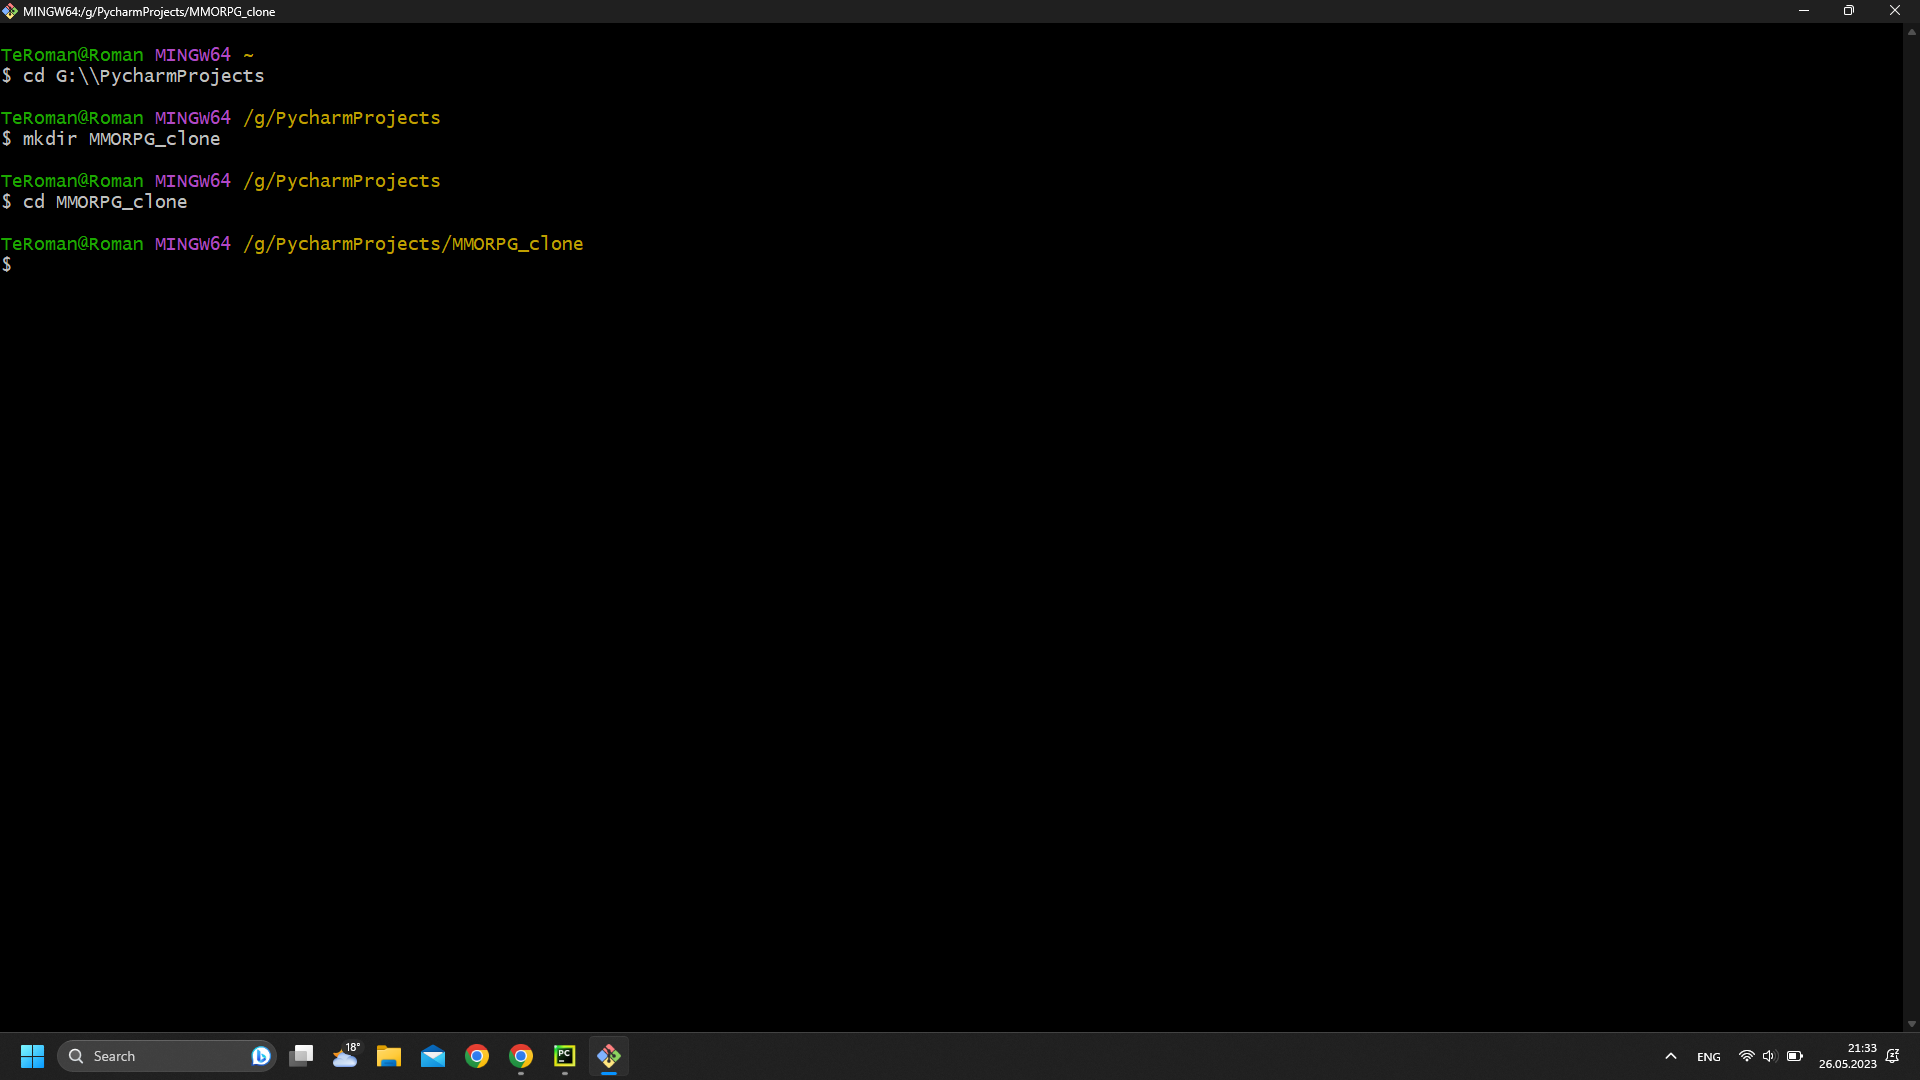 MINGW64:/g/PycharmProjects/MMORPG_clone
TeRoman@Roman MINGW64 ~
$ cd G:\\PycharmProjects
TeRoman@Roman MINGW64 /g/PycharmProjects
$ mkdir MMORPG_clone
TeRoman@Roman MINGW64 /g/PycharmProjects
$ cd MMORPG_clone
TeRoman@Roman MINGW64 /g/PycharmProjects/MMORPG_clone
$
Search
18°
PC
ENG
21:33
26.05.2023